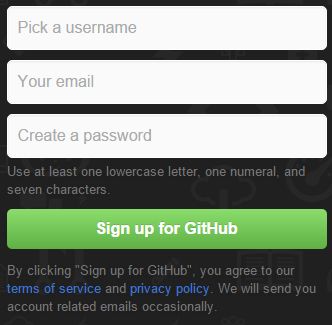 Pick a username
Your email
Create a password
Use at least one lowercase letter, one numeral, and
seven characters.
Sign up for GitHub
By clicking "Sign up for GitHub", you agree to our
terms of service and privacy policy. We will send you
account related emails occasionally.